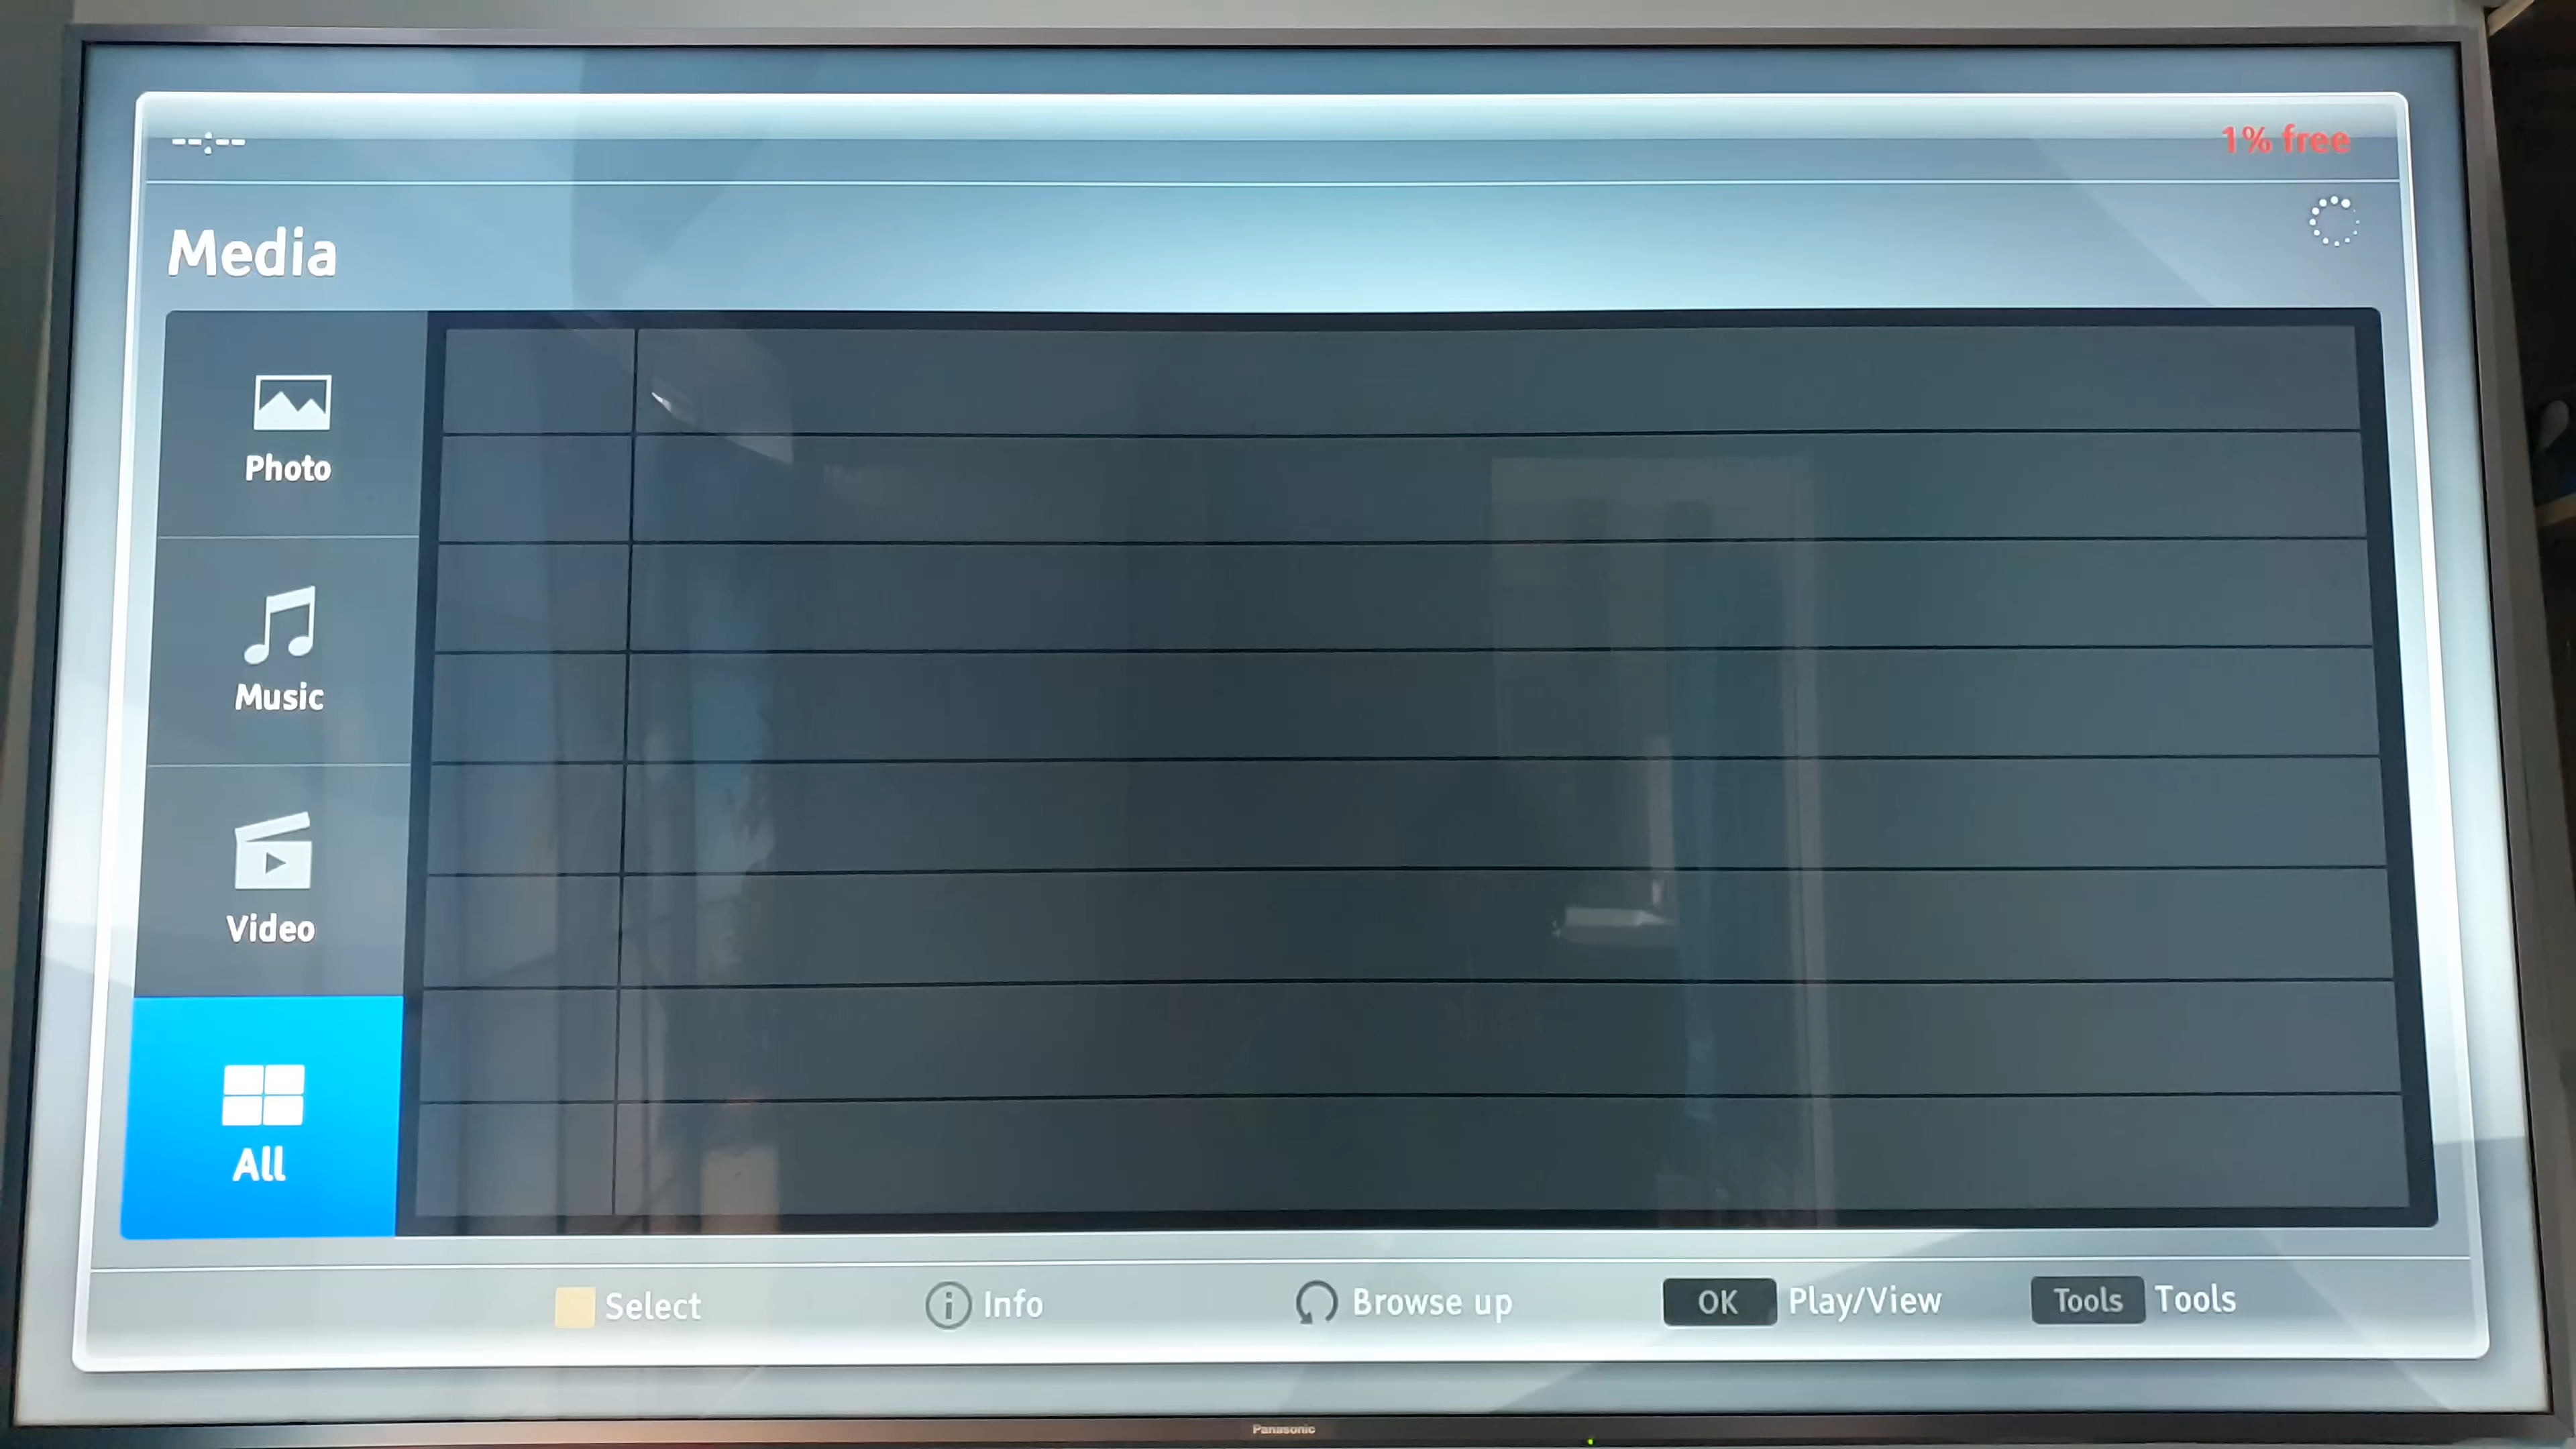 --:--
1% free
Media
Photo
Music
Video
All
Select
i Info
Browse up
OK Play/View
Tools Tools
Panasonic